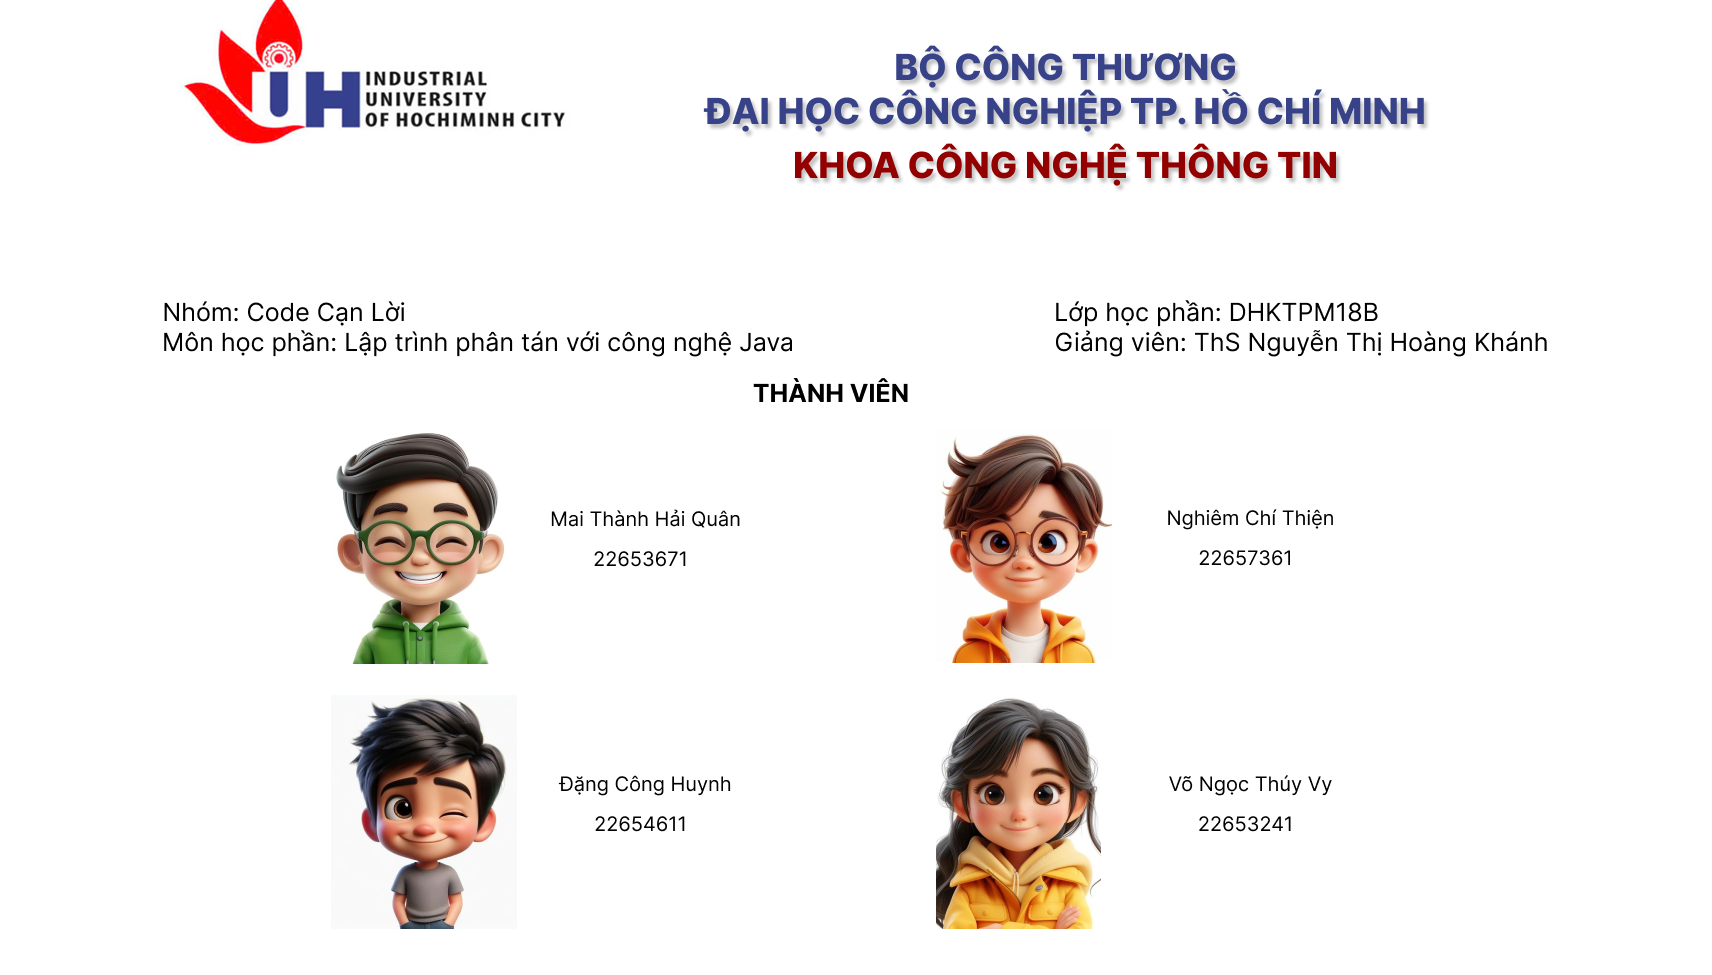 UH INDUSTRIAL
UNIVERSITY
OF HOCHIMINH CITY
BỘ CÔNG THƯƠNG
ĐẠI HỌC CÔNG NGHIỆP TP. HỒ CHÍ MINH
KHOA CÔNG NGHỆ THÔNG TIN
Nhóm: Code Cạn Lời
Môn học phần: Lập trình phân tán với công nghệ Java
Lớp học phần: DHKTPM18B
Giảng viên: ThS Nguyễn Thị Hoàng Khánh
THÀNH VIÊN
Mai Thành Hải Quân
22653671
Nghiêm Chí Thiện
22657361
Đặng Công Huynh
22654611
Võ Ngọc Thúy Vy
22653241